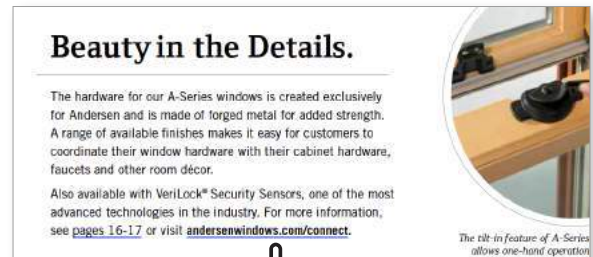 Beauty in the Details.
The hardware for our A-Series windows is created exclusively
for Andersen and is made of forged metal for added strength.
A range of available finishes makes it easy for customers to
coordinate their window hardware with their cabinet hardware,
faucets and other room décor.
Also available with VeriLock® Security Sensors, one of the most
advanced technologies in the industry. For more information,
see pages 16-17 or visit andersenwindows.com/connect.
The tilt-in feature of A-Series
allows one-hand operation